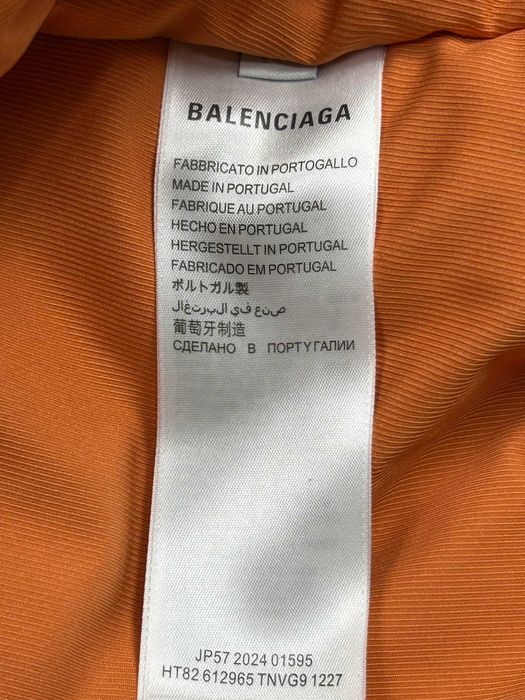 BALENCIAGA
FABBRICATO IN PORTOGALLO
MADE IN PORTUGAL
FABRIQUE AU PORTUGAL
HECHO EN PORTUGAL
HERGESTELLT IN PORTUGAL
FABRICADO EM PORTUGAL
ポルトガル製
صنع في البرتغال
葡萄牙制造
СДЕЛАНО В ПОРТУГАЛИИ
JP57 2024 01595
HT82 612965 TNVG9 1227